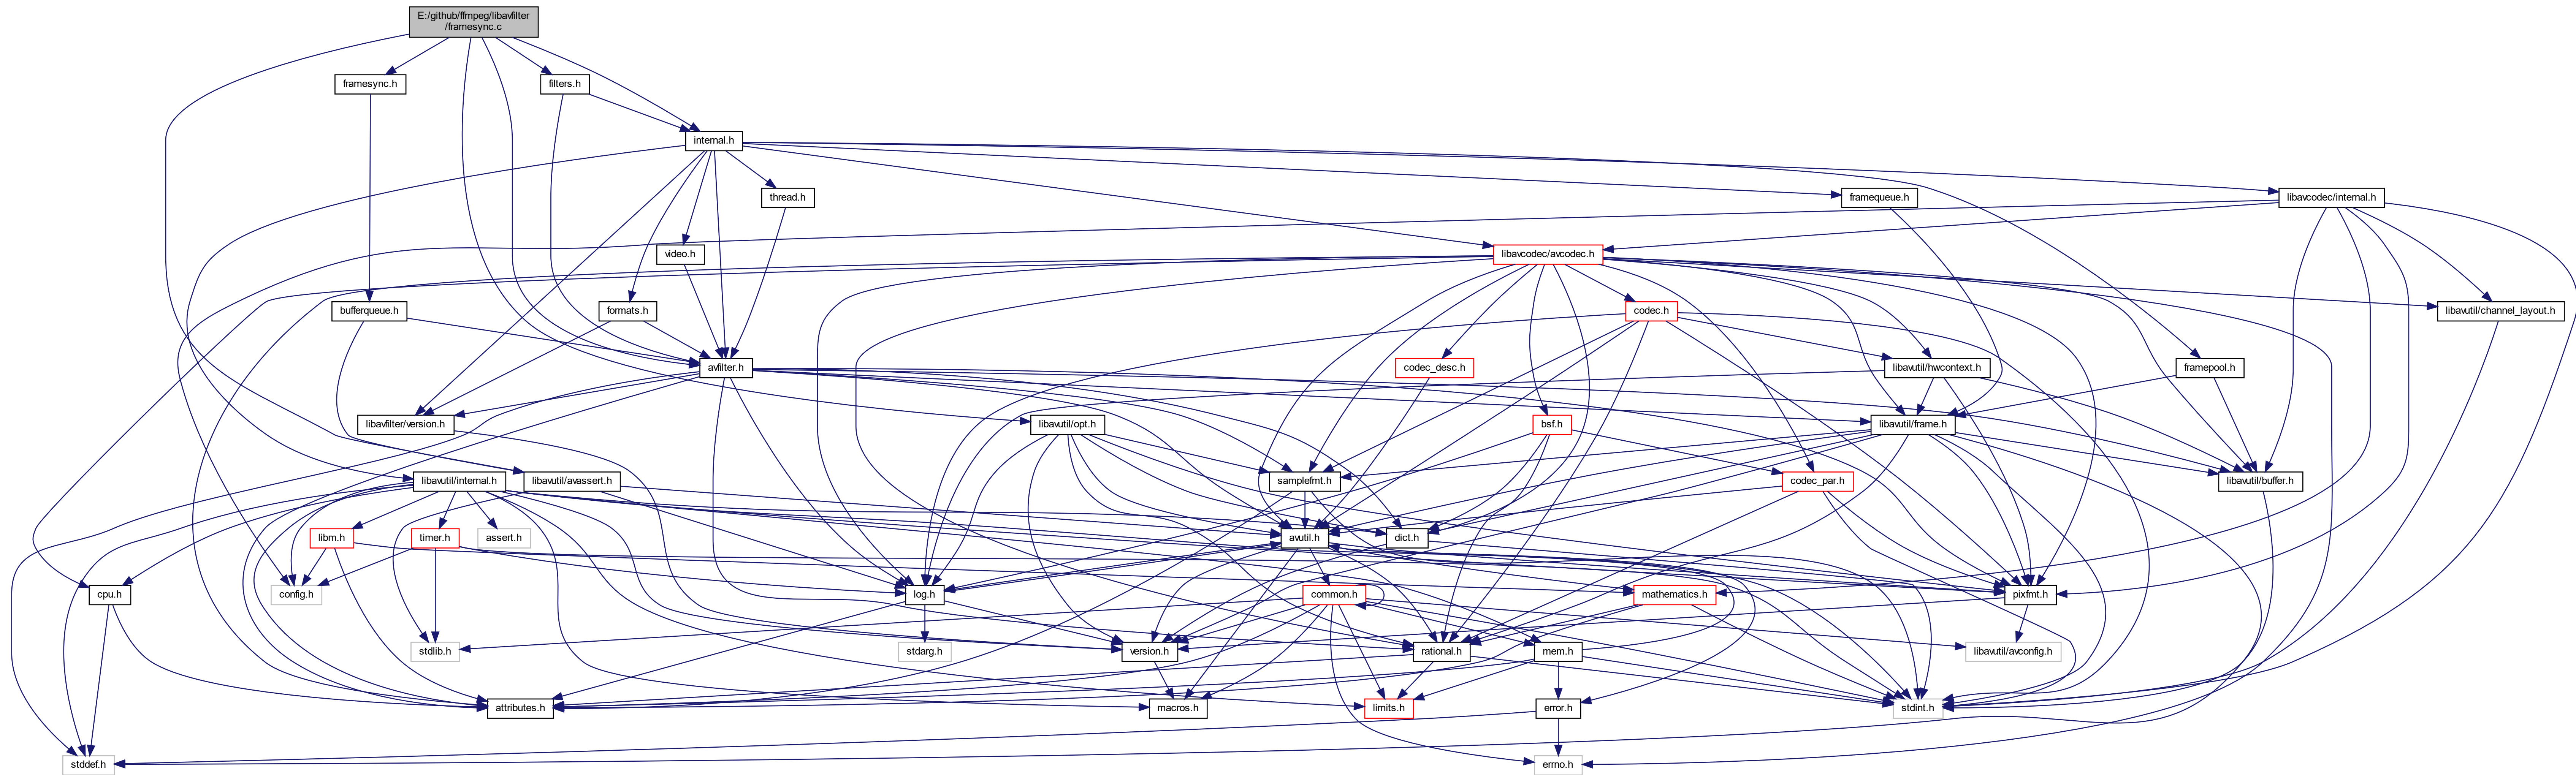 E:/github/ffmpeg/libavfilter
/framesync.c
framesync.h
filters.h
internal.h
thread.h
framequeue.h
libavcodec/internal.h
video.h
libavcodec/avcodec.h
bufferqueue.h
formats.h
codec.h
libavutil/channel_layout.h
avfilter.h
codec_desc.h
libavutil/hwcontext.h
framepool.h
libavfilter/version.h
libavutil/opt.h
bsf.h
libavutil/frame.h
libavutil/internal.h
libavutil/avassert.h
samplefmt.h
codec_par.h
libavutil/buffer.h
libm.h
timer.h
assert.h
avutil.h
dict.h
cpu.h
config.h
log.h
common.h
mathematics.h
pixfmt.h
stdlib.h
stdarg.h
version.h
rational.h
mem.h
libavutil/avconfig.h
attributes.h
macros.h
limits.h
error.h
stdint.h
stddef.h
errno.h